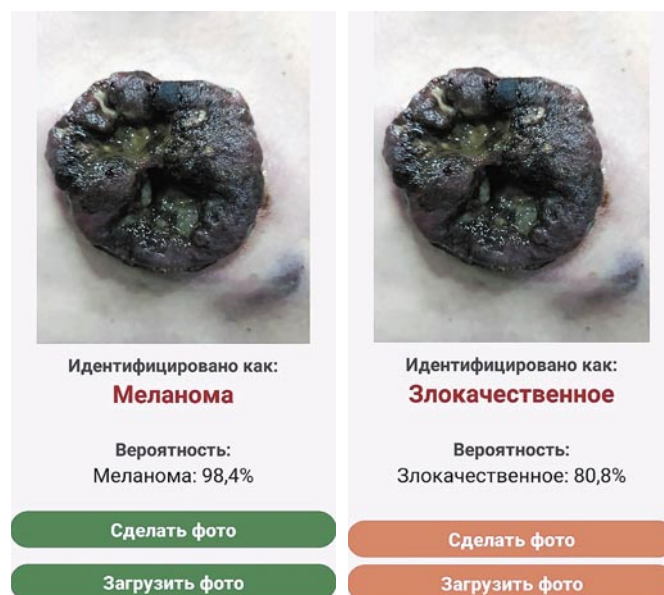 Идентифицировано как:
Меланома
Вероятность:
Меланома: 98,4%
Сделать фото
Загрузить фото
Идентифицировано как:
Злокачественное
Вероятность:
Злокачественное: 80,8%
Сделать фото
Загрузить фото